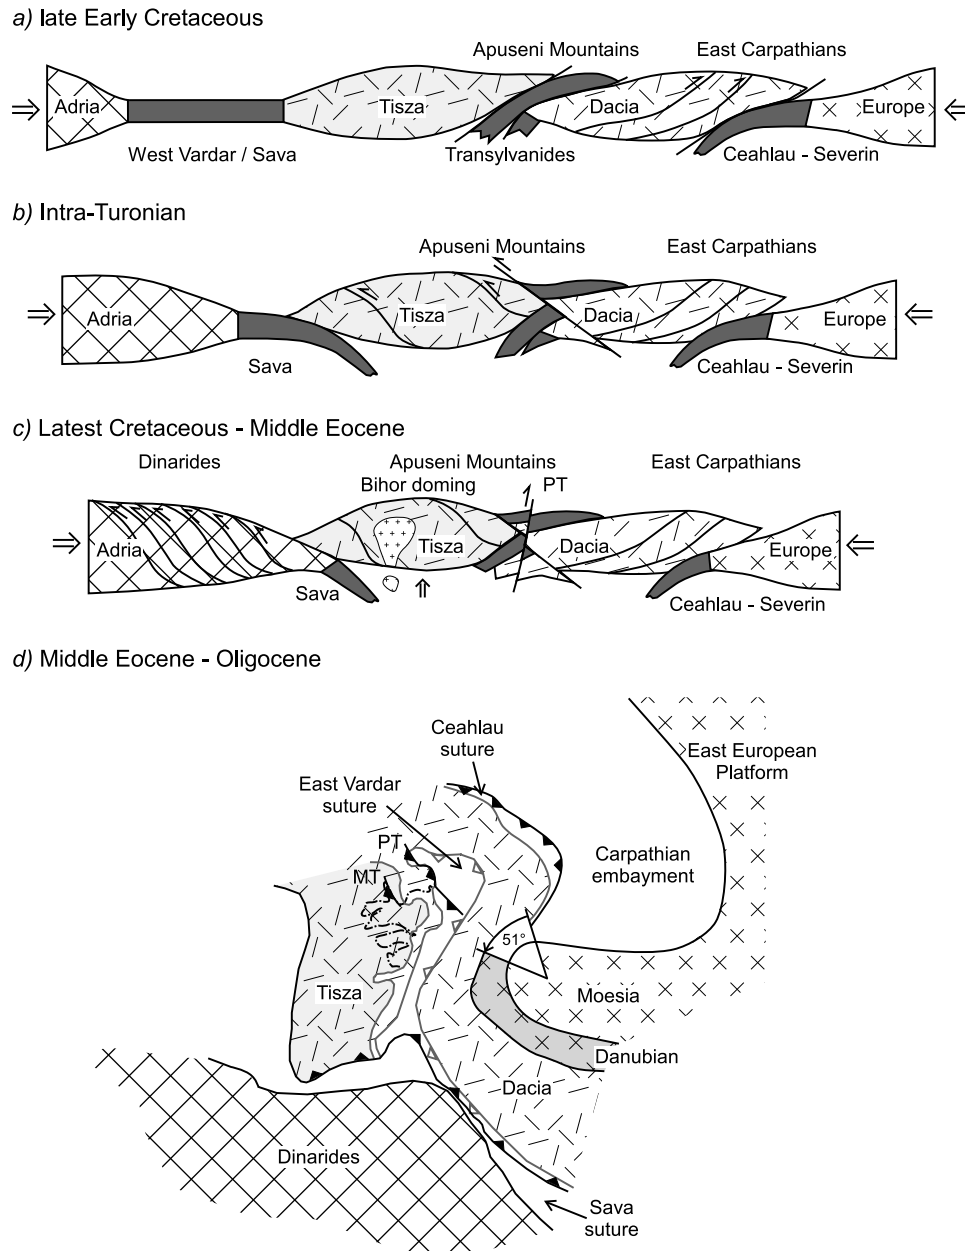 a) late Early Cretaceous
Apuseni Mountains
East Carpathians
Adria
Tisza
Dacia
Europe
West Vardar / Sava
Transylvanides
Ceahlau - Severin
b) Intra-Turonian
Apuseni Mountains
East Carpathians
Adria
Tisza
Dacia
Europe
Sava
Ceahlau - Severin
c) Latest Cretaceous - Middle Eocene
Dinarides
Apuseni Mountains
East Carpathians
Bihor doming
PT
Adria
Tisza
Dacia
Europe
Sava
Ceahlau - Severin
d) Middle Eocene - Oligocene
Ceahlau
suture
East European
Platform
East Vardar
suture
PT
MT
Carpathian
embayment
51°
Tisza
Moesia
Danubian
Dacia
Dinarides
Sava
suture